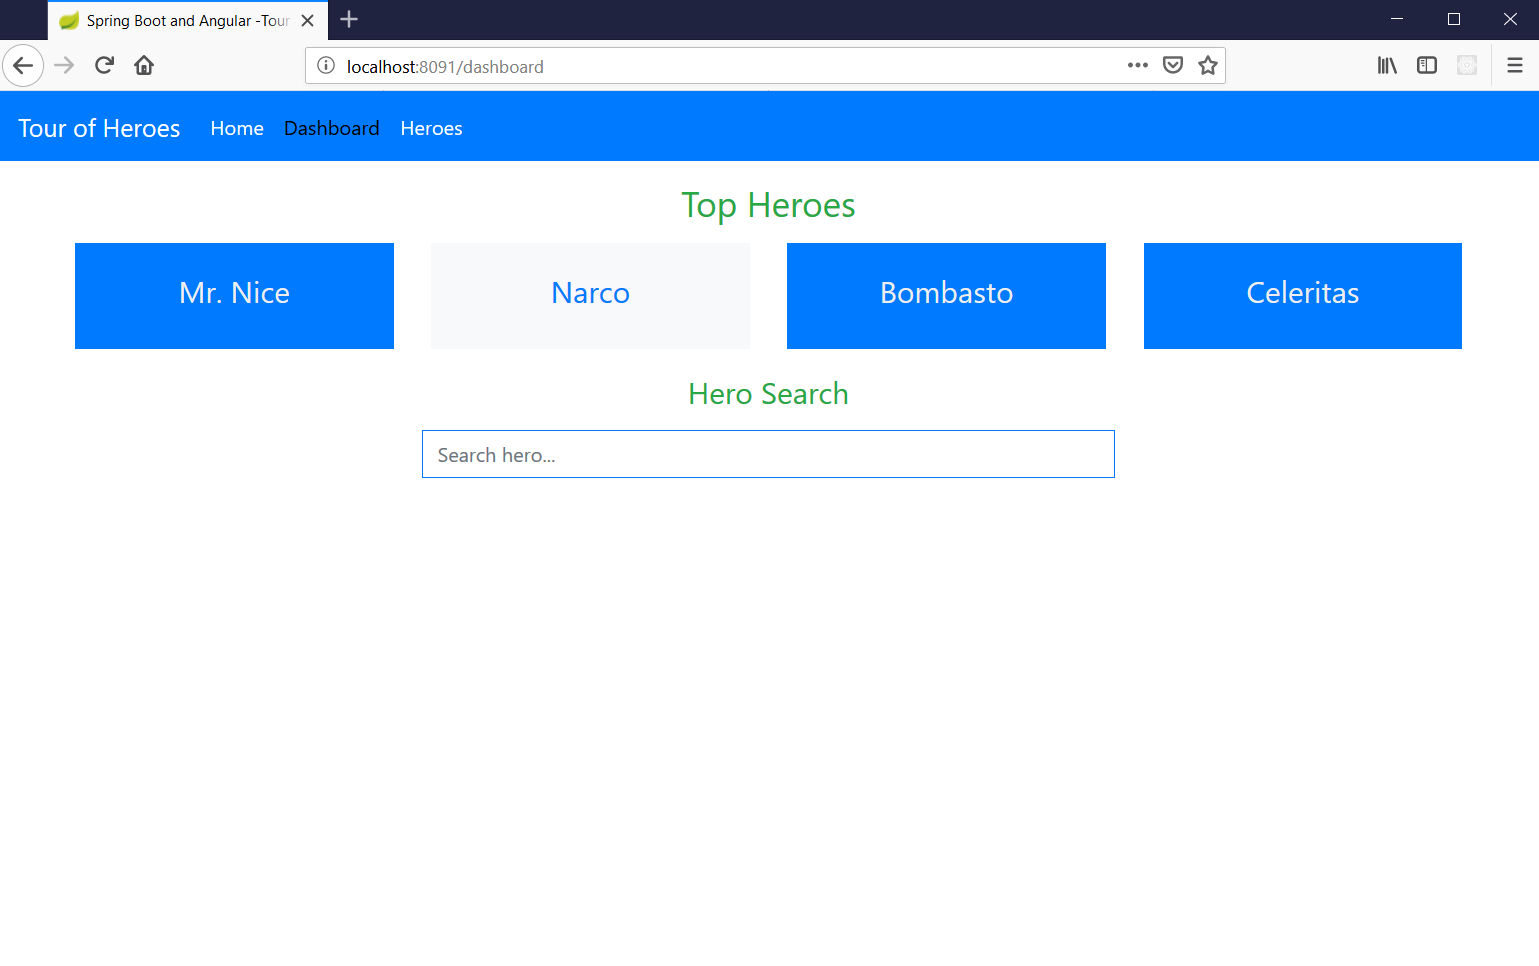 Spring Boot and Angular -Tour
localhost:8091/dashboard
Tour of Heroes Home Dashboard Heroes
Top Heroes
Mr. Nice Narco Bombasto Celeritas
Hero Search
Search hero...